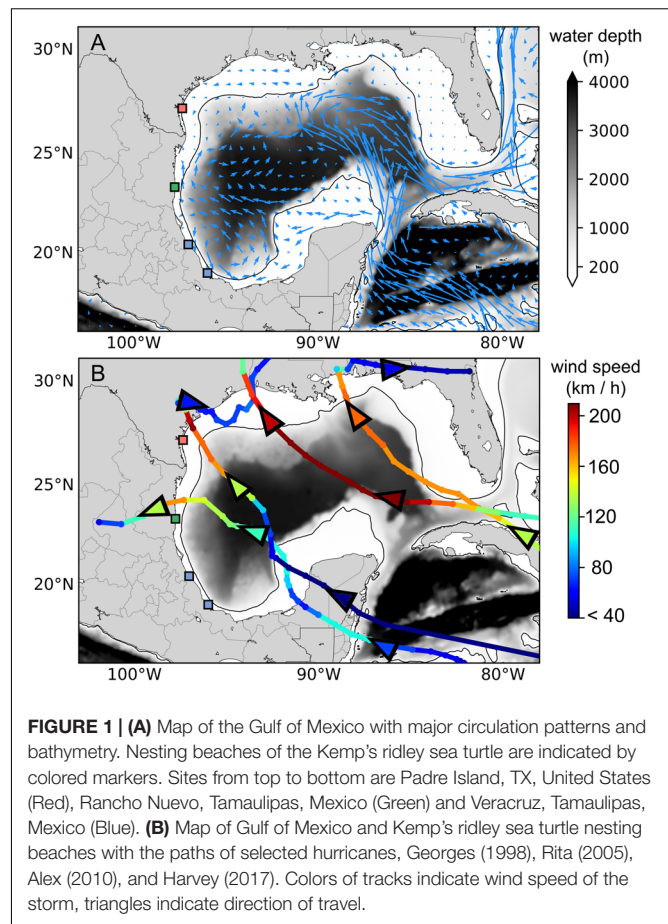 A
30°N
25°N
20°N
100°W
90°W
80°W
water depth
(m)
4000
3000
2000
1000
200
B
30°N
25°N
20°N
100°W
90°W
80°W
wind speed
(km / h)
200
160
120
80
< 40
FIGURE 1 | (A) Map of the Gulf of Mexico with major circulation patterns and
bathymetry. Nesting beaches of the Kemp's ridley sea turtle are indicated by
colored markers. Sites from top to bottom are Padre Island, TX, United States
(Red), Rancho Nuevo, Tamaulipas, Mexico (Green) and Veracruz, Tamaulipas,
Mexico (Blue). (B) Map of Gulf of Mexico and Kemp's ridley sea turtle nesting
beaches with the paths of selected hurricanes, Georges (1998), Rita (2005),
Alex (2010), and Harvey (2017). Colors of tracks indicate wind speed of the
storm, triangles indicate direction of travel.